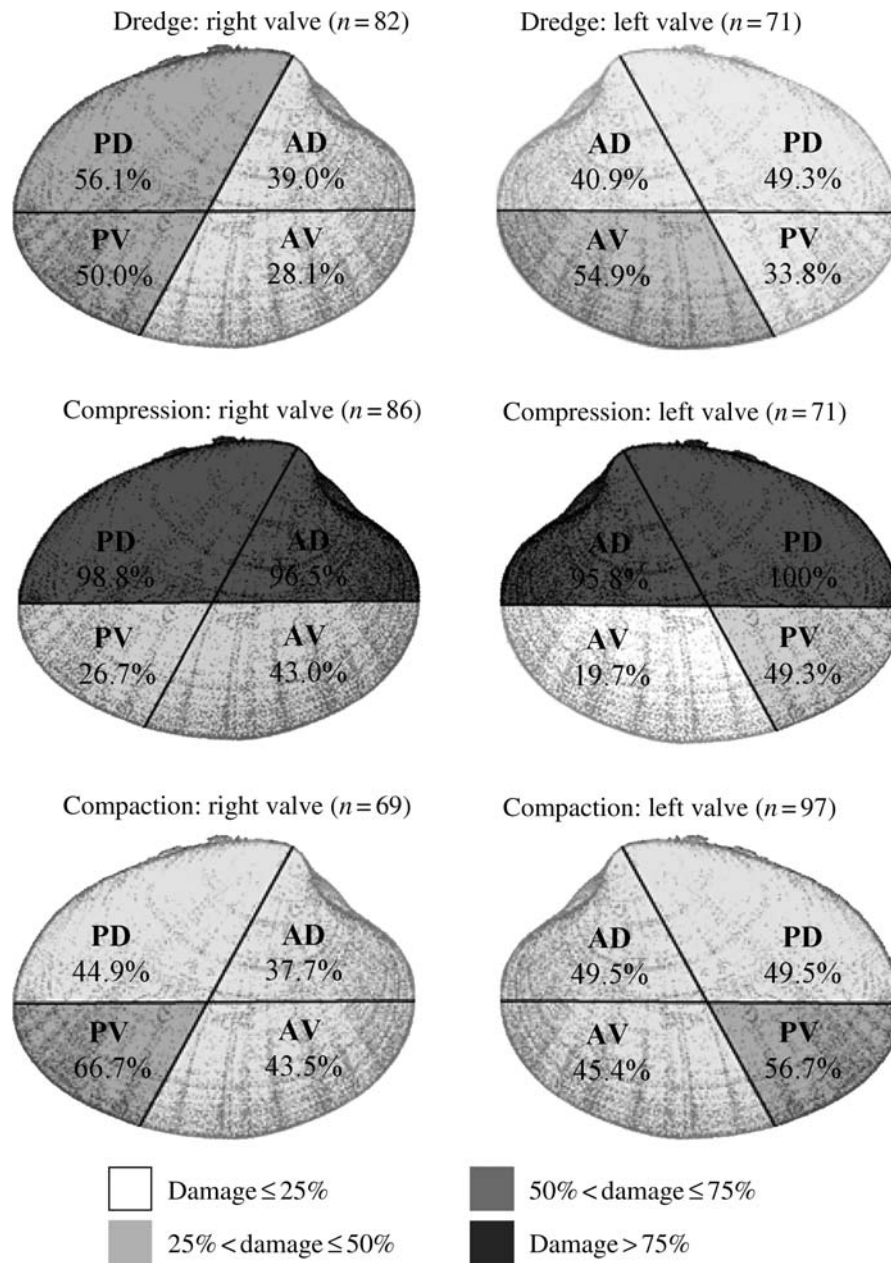 Dredge: right valve (n=82)
Dredge: left valve (n=71)
PD
AD
56.1%
39.0%
PV
AV
50.0%
28.1%
AD
PD
40.9%
49.3%
AV
PV
54.9%
33.8%
Compression: right valve (n=86)
Compression: left valve (n=71)
PD
AD
98.8%
96.5%
PV
AV
26.7%
43.0%
AD
PD
95.8%
100%
AV
PV
19.7%
49.3%
Compaction: right valve (n=69)
Compaction: left valve (n=97)
PD
AD
44.9%
37.7%
PV
AV
66.7%
43.5%
AD
PD
49.5%
49.5%
AV
PV
45.4%
56.7%
Damage≤25%
50%<damage≤75%
25%<damage≤50%
Damage>75%